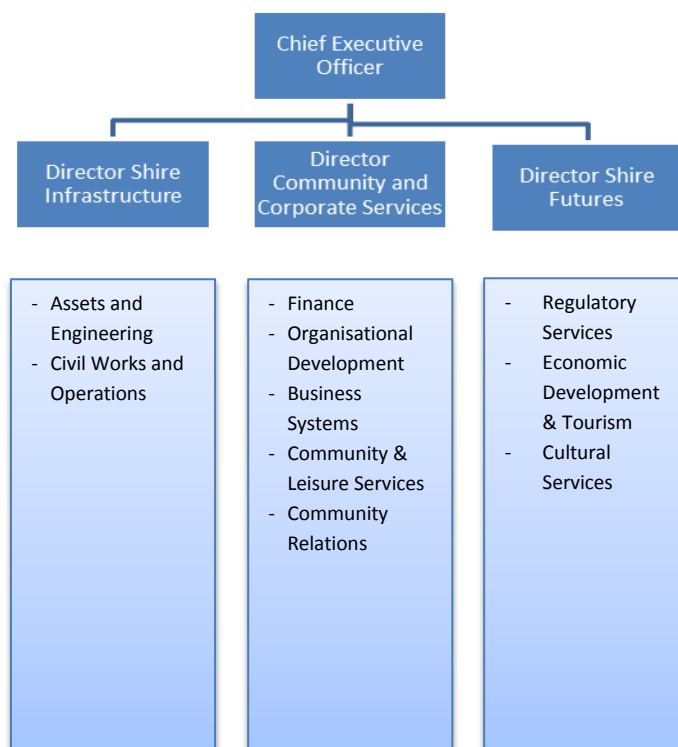 Chief Executive
Officer
Director Shire
Infrastructure
Director
Community and
Corporate Services
Director Shire
Futures
- Assets and
Engineering
- Civil Works and
Operations
- Finance
- Organisational
Development
- Business
Systems
- Community &
Leisure Services
- Community
Relations
- Regulatory
Services
- Economic
Development
& Tourism
- Cultural
Services